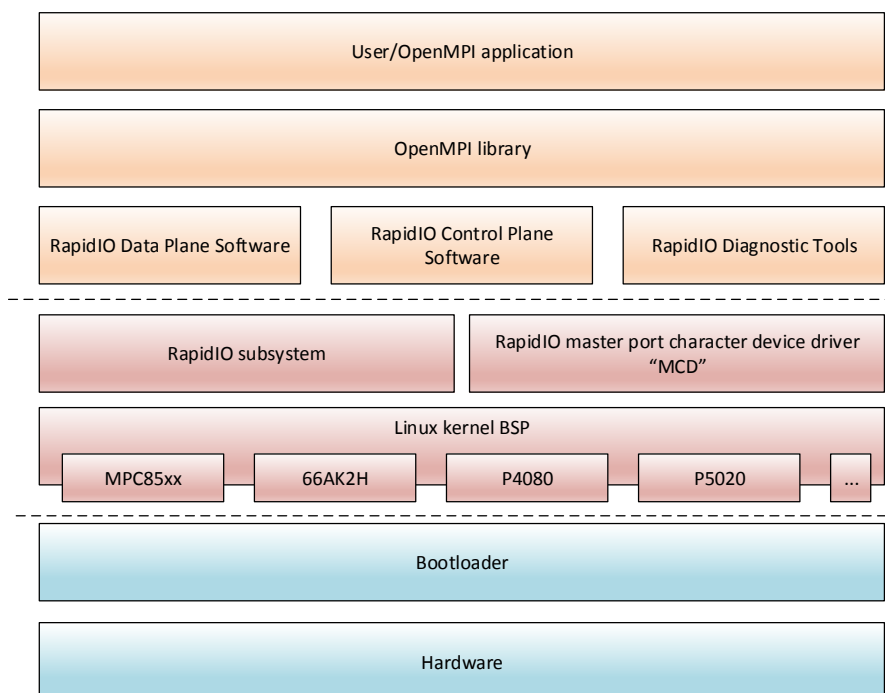 User/OpenMPI application
OpenMPI library
RapidIO Data Plane Software
RapidIO Control Plane
Software
RapidIO Diagnostic Tools
RapidIO subsystem
RapidIO master port character device driver
“MCD”
Linux kernel BSP
MPC85xx
66AK2H
P4080
P5020
...
Bootloader
Hardware